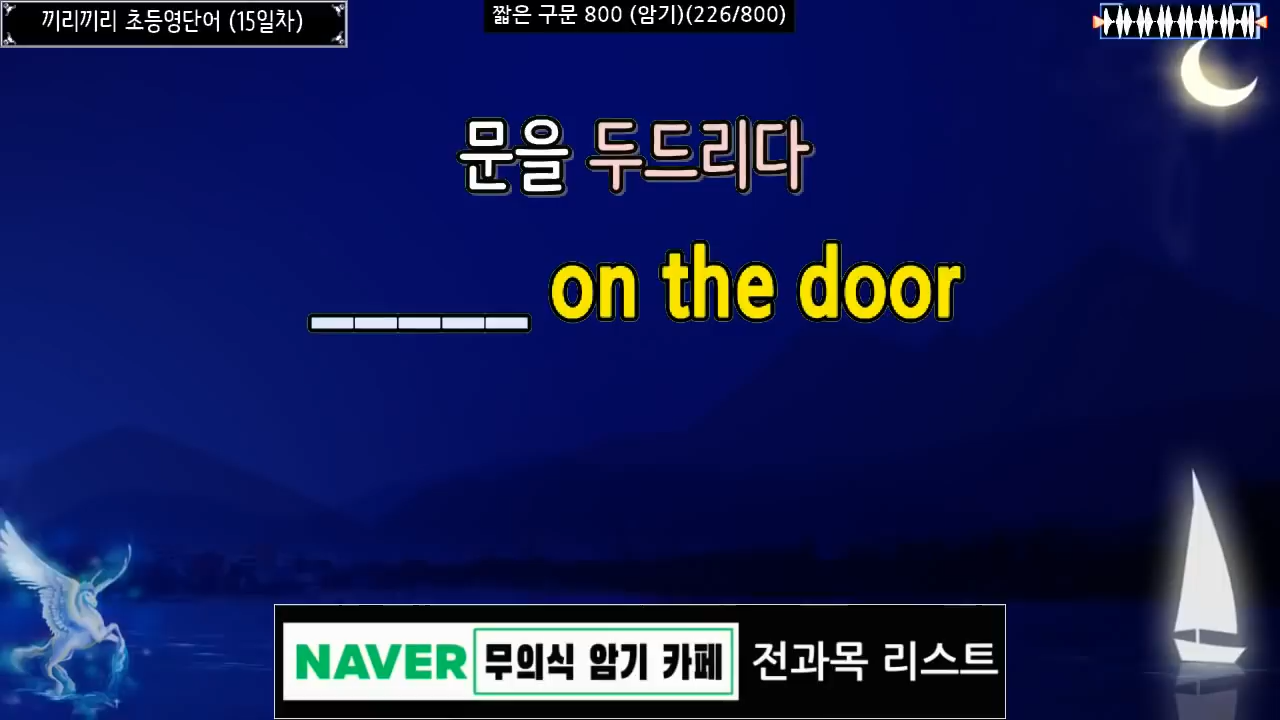 끼리끼리 초등영단어 (15일차)
짧은 구문 800 (암기)(226/800)
문을 두드리다
_____ on the door
NAVER 무의식 암기 카페 전과목 리스트